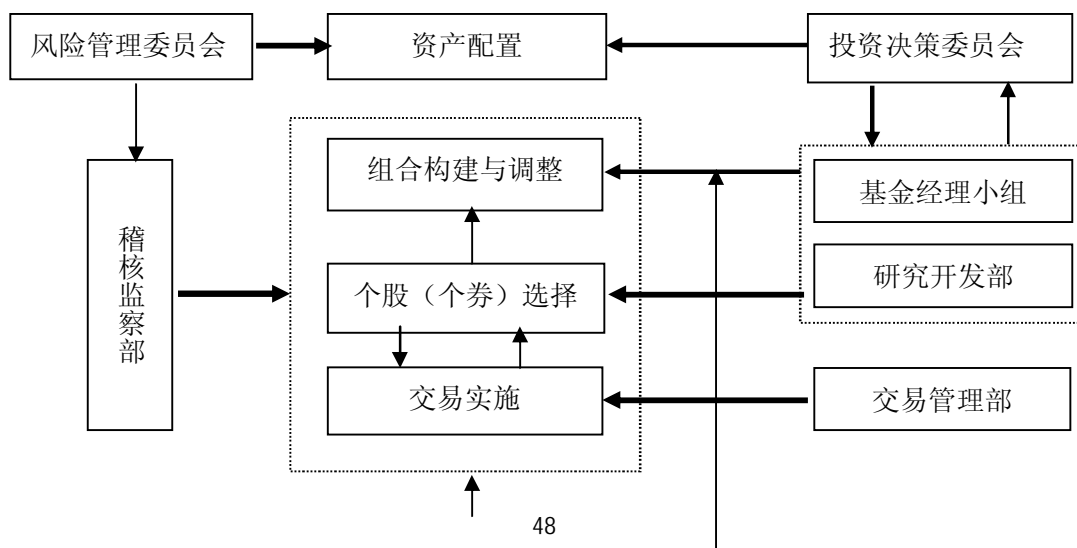 风险管理委员会
资产配置
投资决策委员会
组合构建与调整
基金经理小组
稽核监察部
个股（个券）选择
研究开发部
交易实施
交易管理部
48